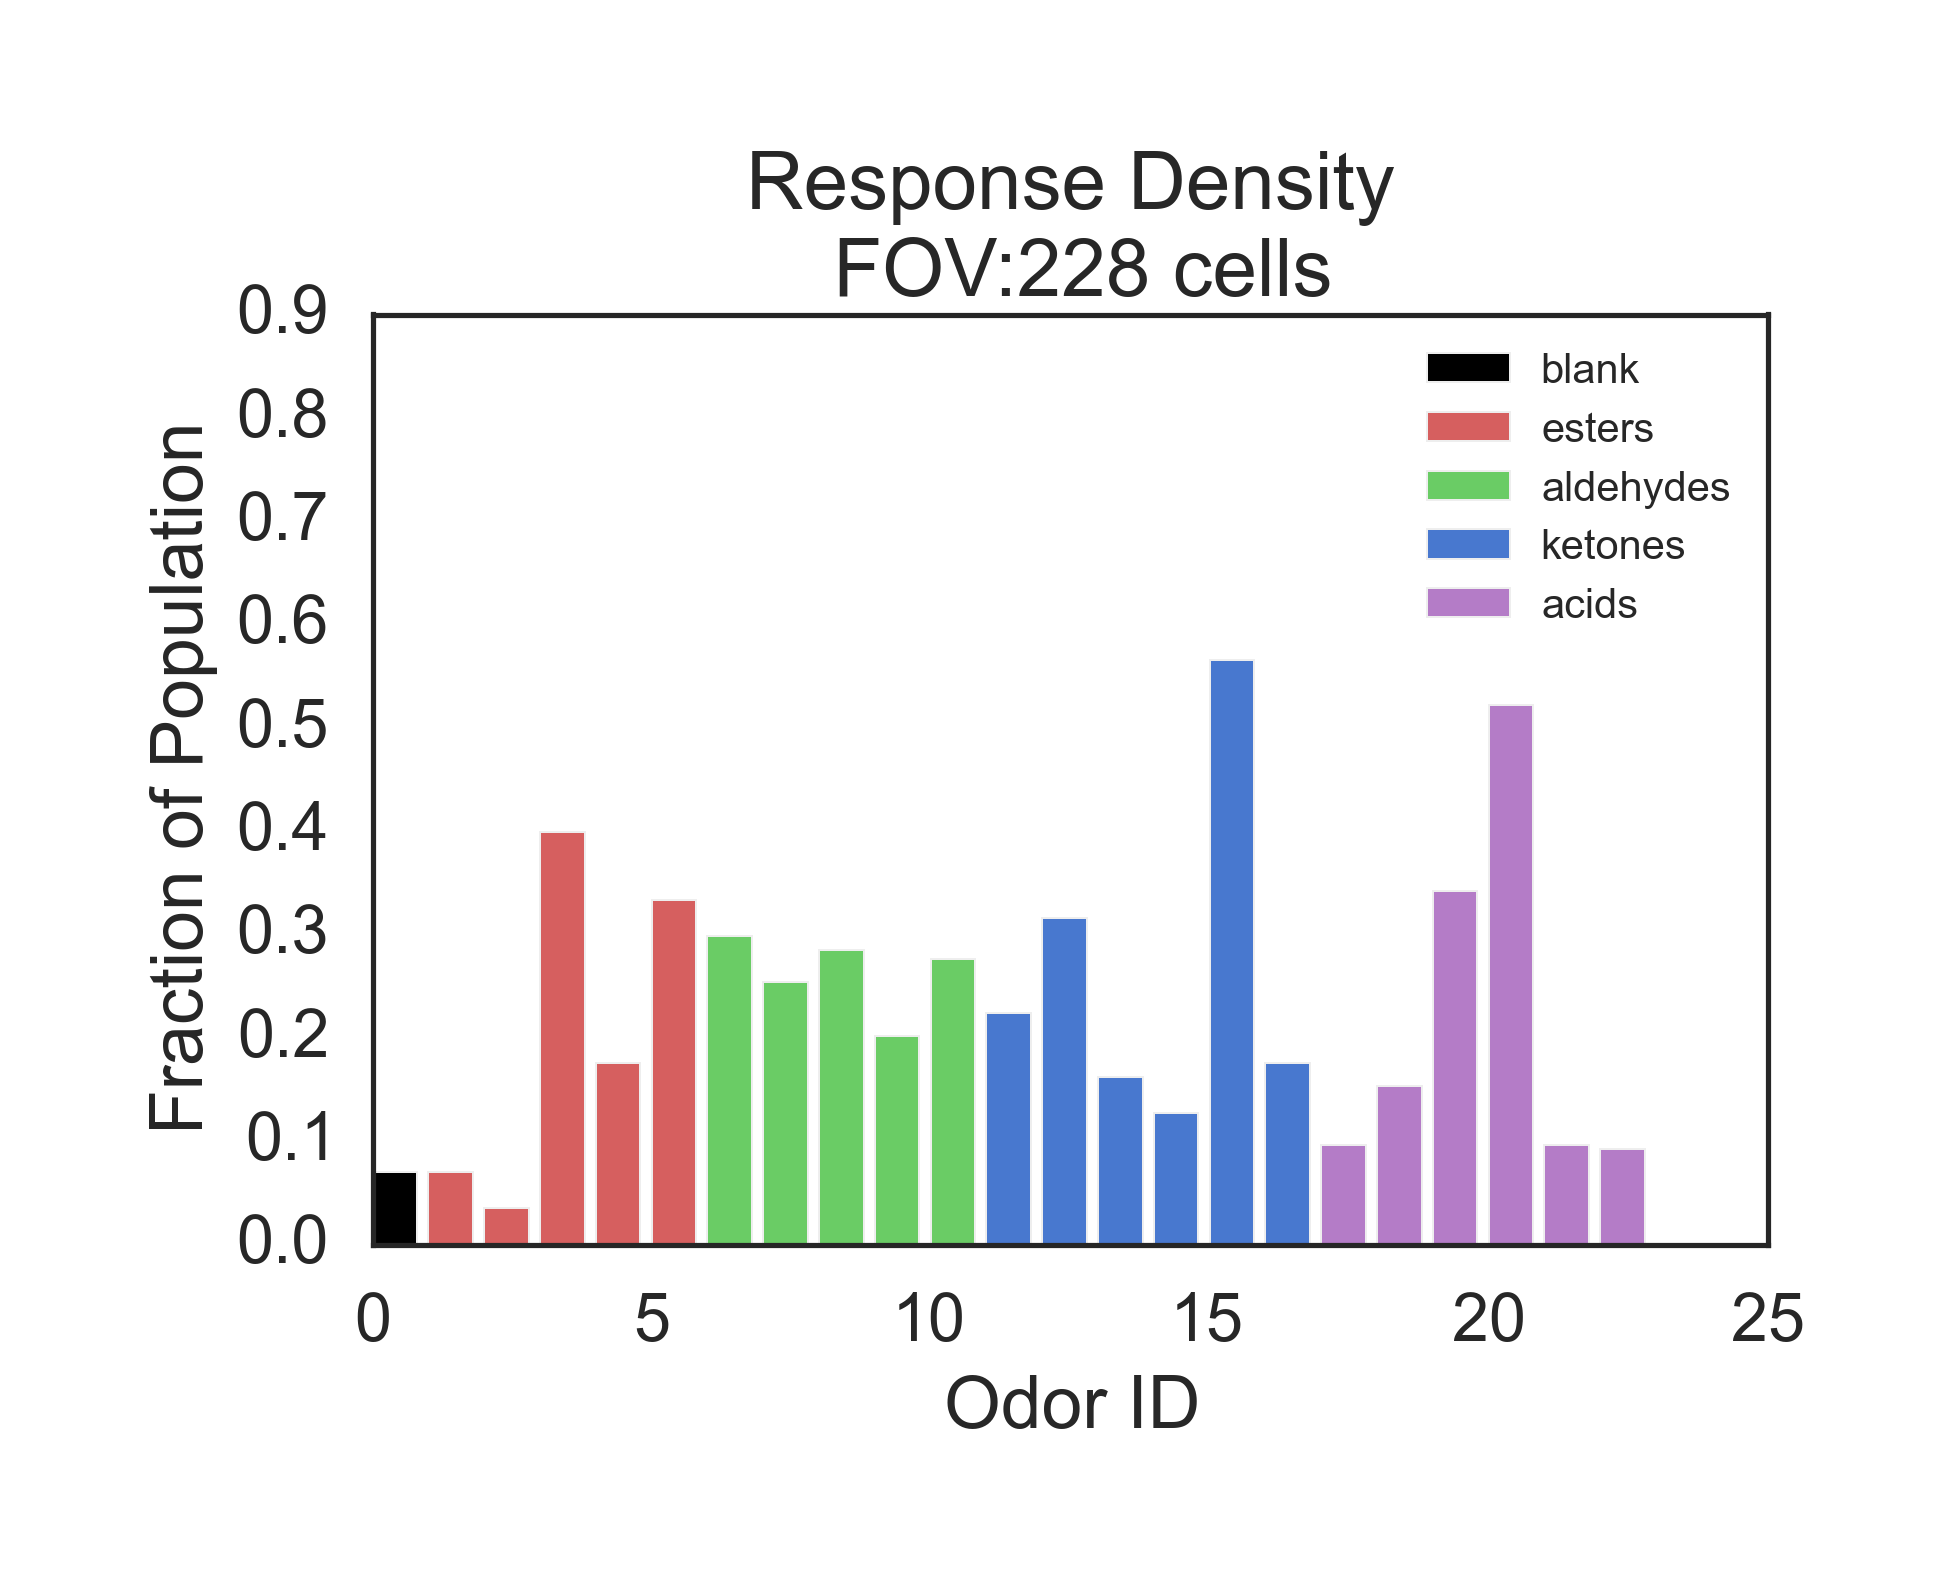 Response Density
FOV:228 cells
0.9
0.8
0.7
0.6
0.5
0.4
0.3
0.2
0.1
0.0
Fraction of Population
blank
esters
aldehydes
ketones
acids
0 5 10 15 20 25
Odor ID